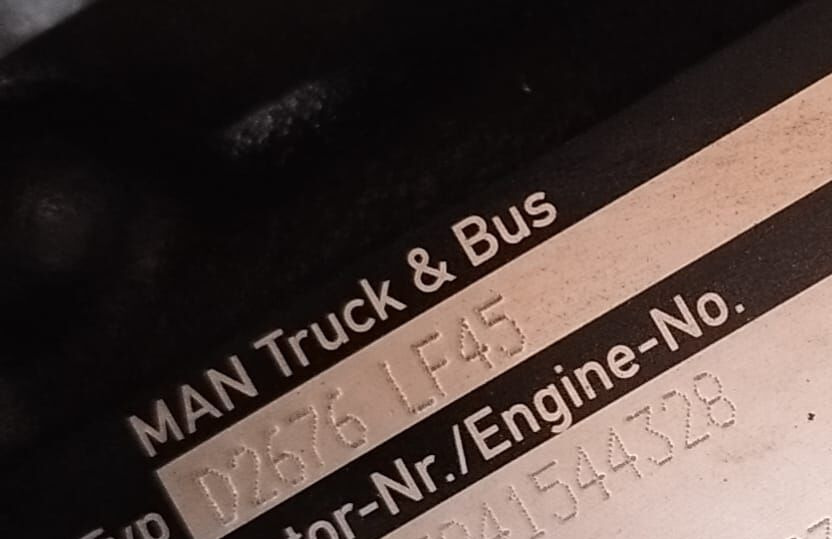 MAN Truck & Bus
Typ D2676 LF45
tor-Nr./Engine-No.
41544328